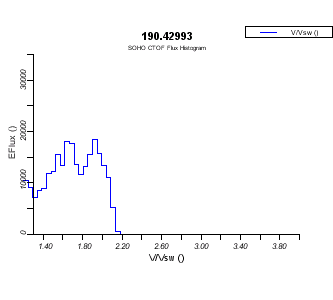 190.42993
V/Vsw ()
SOHO CTOF Flux Histogram
EFlux ()
30000
20000
10000
0
1.40 1.80 2.20 2.60 3.00 3.40 3.80
V/Vsw ()